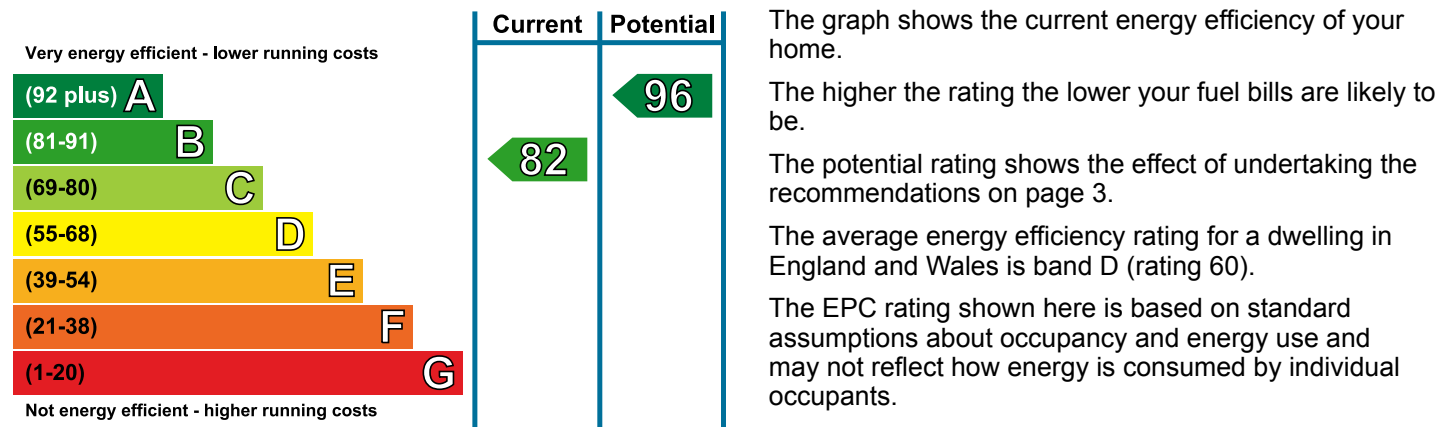 Current Potential
Very energy efficient - lower running costs
(92 plus) A
96
(81-91) B
82
(69-80) C
(55-68) D
(39-54) E
(21-38) F
(1-20) G
Not energy efficient - higher running costs
The graph shows the current energy efficiency of your
home.
The higher the rating the lower your fuel bills are likely to
be.
The potential rating shows the effect of undertaking the
recommendations on page 3.
The average energy efficiency rating for a dwelling in
England and Wales is band D (rating 60).
The EPC rating shown here is based on standard
assumptions about occupancy and energy use and
may not reflect how energy is consumed by individual
occupants.